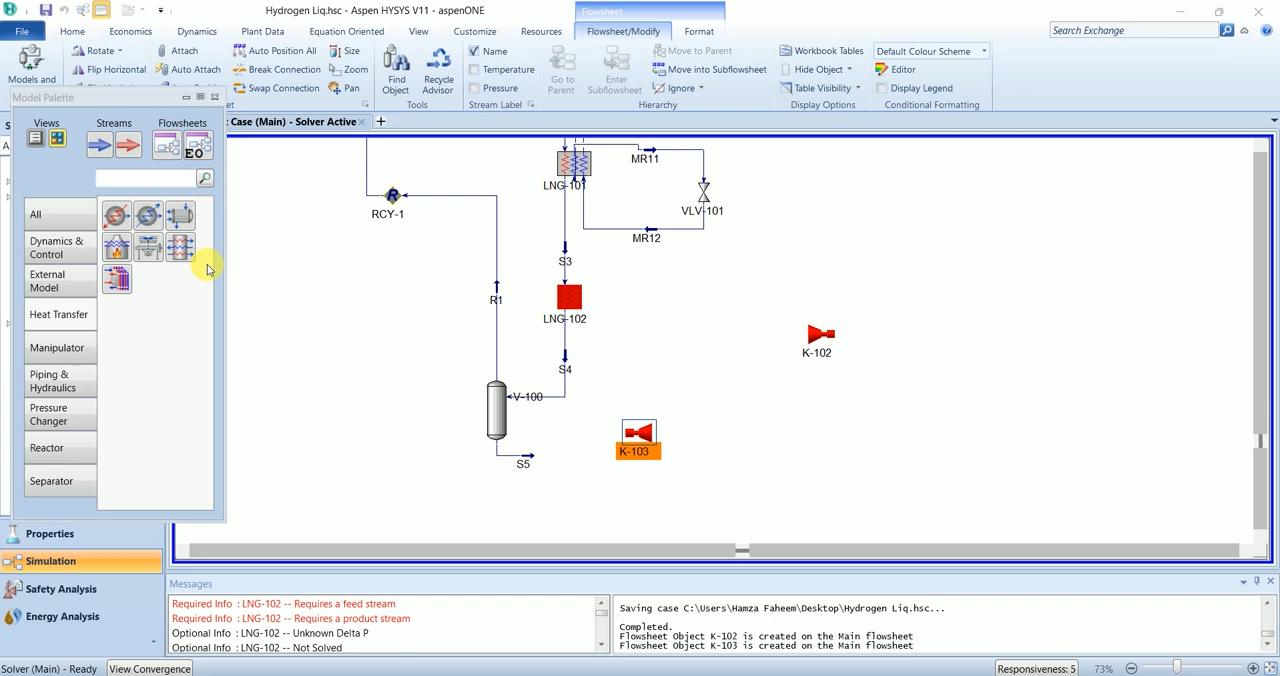 Hydrogen Liq.hsc - Aspen HYSYS V11 - aspenONE
Flowsheet
File Home Economics Dynamics Plant Data Equation Oriented View Customize Resources Flowsheet/Modify Format
Search Exchange
Models and
Rotate
Flip Horizontal
Attach
Auto Attach
Auto Position All
Break Connection
Swap Connection
Size
Zoom
Pan
Find Object
Recycle Advisor
Tools
Name
Temperature
Pressure
Stream Label
Go to Parent
Enter Subflowsheet
Move to Parent
Move into Subflowsheet
Ignore
Hierarchy
Workbook Tables
Hide Object
Table Visibility
Display Options
Default Colour Scheme
Editor
Display Legend
Conditional Formatting
Model Palette
: Case (Main) - Solver Active
Views Streams Flowsheets
EO
All
Dynamics & Control
External Model
Heat Transfer
Manipulator
Piping & Hydraulics
Pressure Changer
Reactor
Separator
MR11
LNG-101
VLV-101
R
RCY-1
MR12
S3
R1
LNG-102
K-102
S4
V-100
K-103
S5
Properties
Simulation
Safety Analysis
Energy Analysis
Messages
Required Info : LNG-102 -- Requires a feed stream
Required Info : LNG-102 -- Requires a product stream
Optional Info : LNG-102 -- Unknown Delta P
Optional Info : LNG-102 -- Not Solved
Saving case C:\Users\Hamza Faheem\Desktop\Hydrogen Liq.hsc...
Completed.
Flowsheet Object K-102 is created on the Main flowsheet
Flowsheet Object K-103 is created on the Main flowsheet
Solver (Main) - Ready View Convergence
Responsiveness: 5 73%